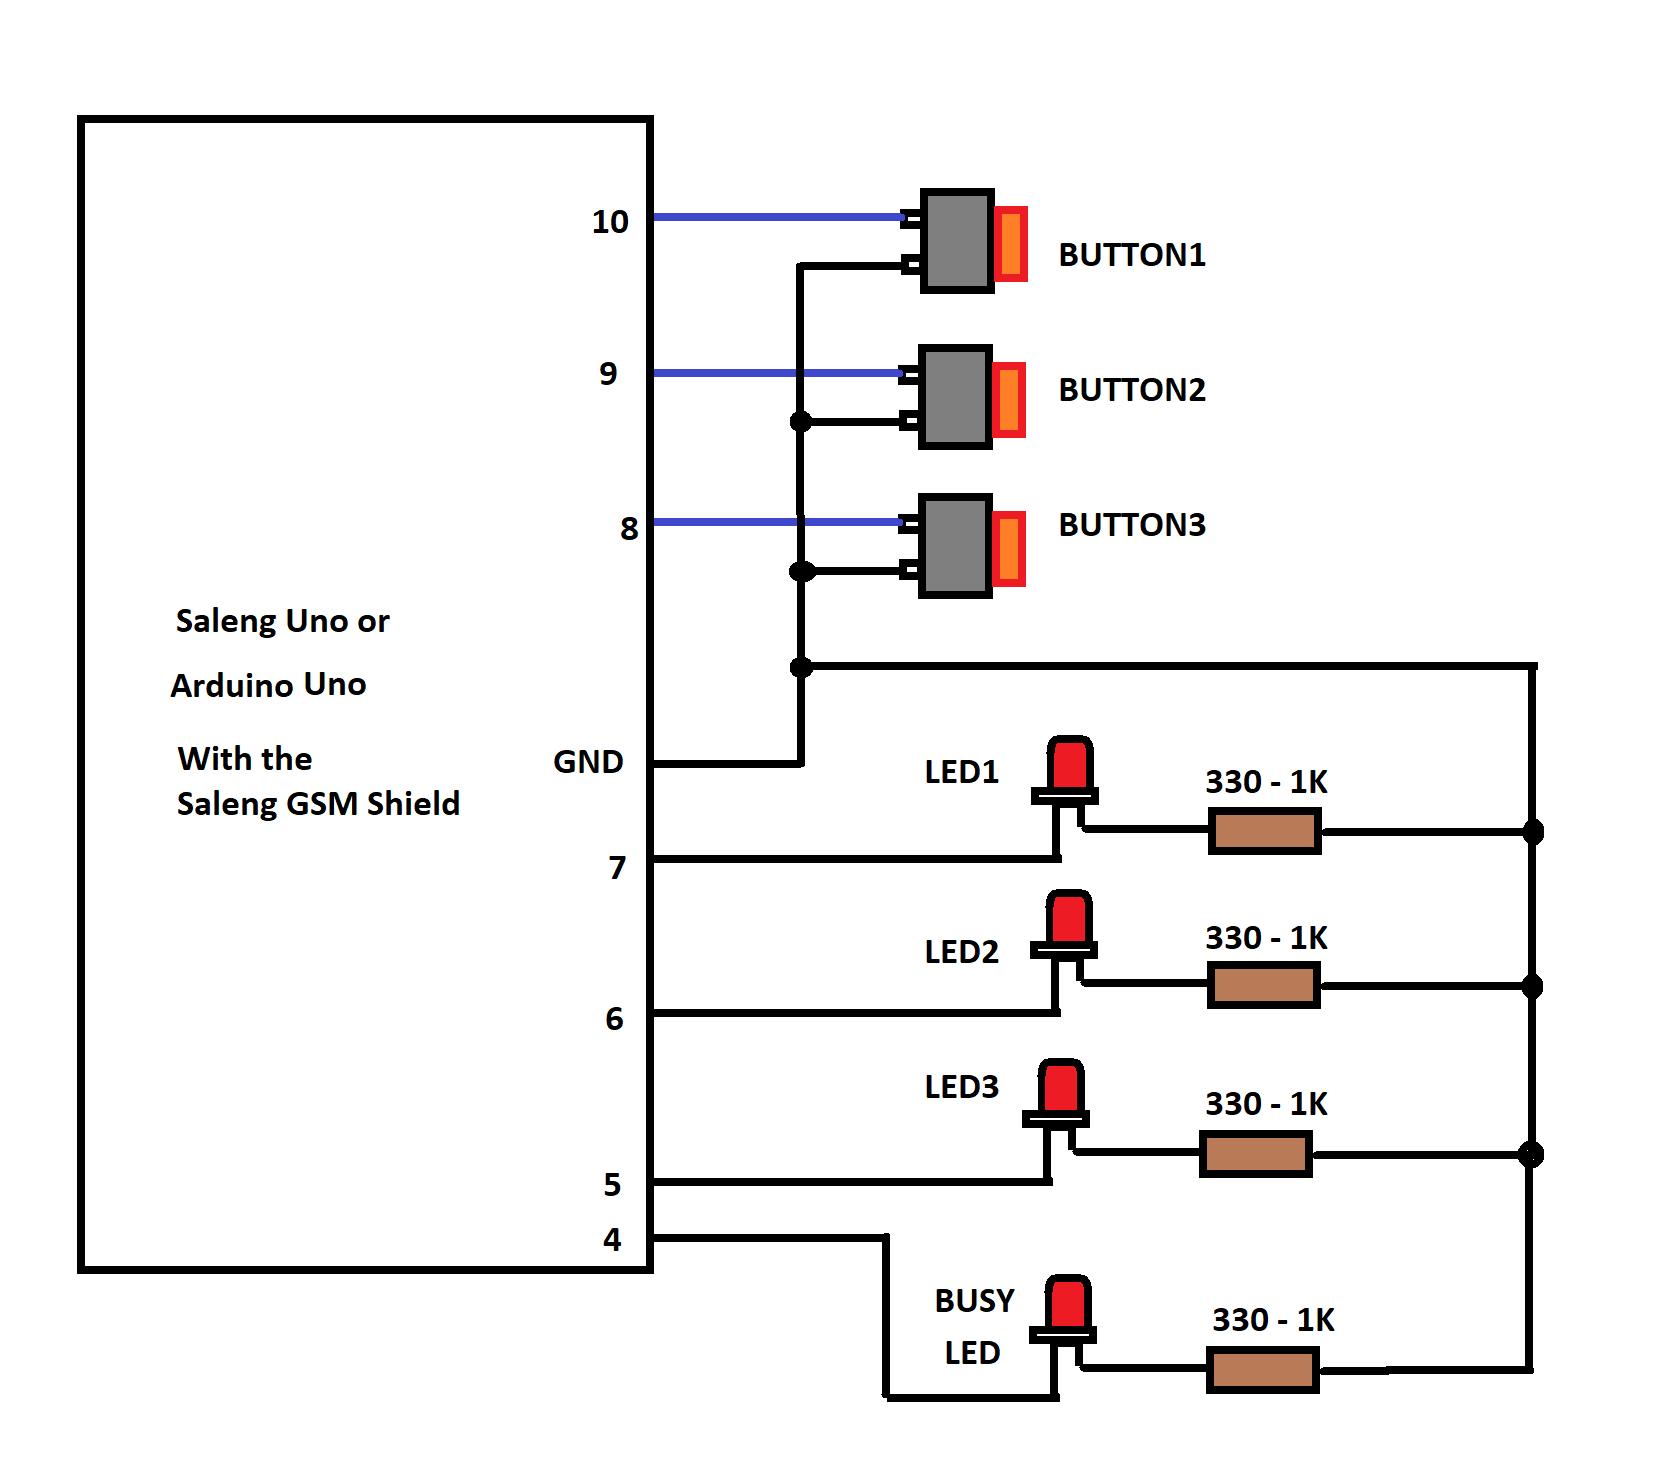 10
BUTTON1
9
BUTTON2
8
BUTTON3
Saleng Uno or
Arduino Uno
With the
Saleng GSM Shield
GND
LED1
330 - 1K
7
LED2
330 - 1K
6
LED3
330 - 1K
5
4
BUSY
LED
330 - 1K